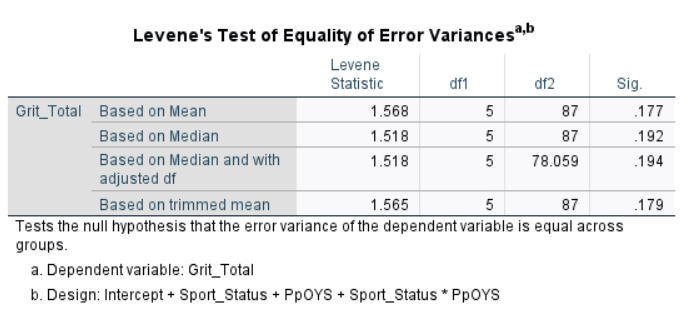 Levene's Test of Equality of Error Variancesa,b
Levene Statistic df1 df2 Sig.
Grit_Total Based on Mean 1.568 5 87 .177
Based on Median 1.518 5 87 .192
Based on Median and with adjusted df 1.518 5 78.059 .194
Based on trimmed mean 1.565 5 87 .179
Tests the null hypothesis that the error variance of the dependent variable is equal across
groups.
a. Dependent variable: Grit_Total
b. Design: Intercept + Sport_Status + PpOYS + Sport_Status * PpOYS